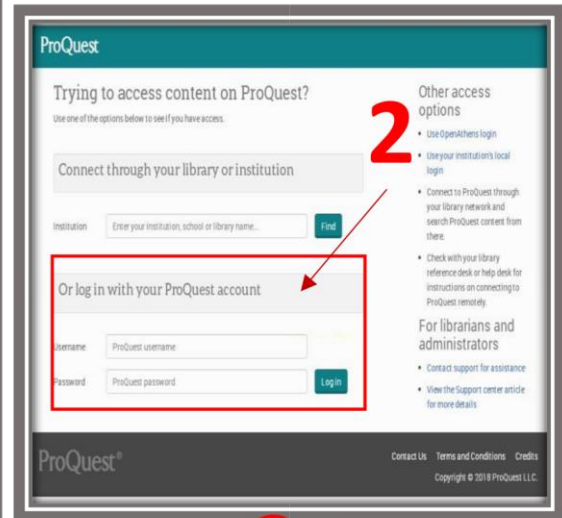 ProQuest
Trying to access content on ProQuest?
Use one of the options below to see if you have access.
Connect through your library or institution
Institution
Enter your institution, school or library name...
Find
2
Or log in with your ProQuest account
Username
ProQuest username
Password
ProQuest password
Log in
Other access
options
• Use OpenAthens login
• Use your institution's local
login
• Connect to ProQuest through
your library network and
search ProQuest content from
there.
• Check with your library
reference desk or help desk for
instructions on connecting to
ProQuest remotely.
For librarians and
administrators
• Contact support for assistance
• View the Support center article
for more details
ProQuest®
Contact Us Terms and Conditions Credits
Copyright © 2018 ProQuest LLC.